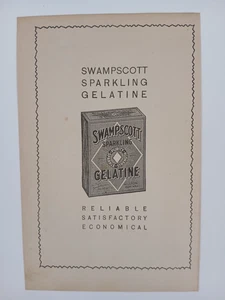 SWAMPSCOTT
SPARKLING
GELATINE
SWAMPSCOTT
SPARKLING
GELATINE
RELIABLE
SATISFACTORY
ECONOMICAL